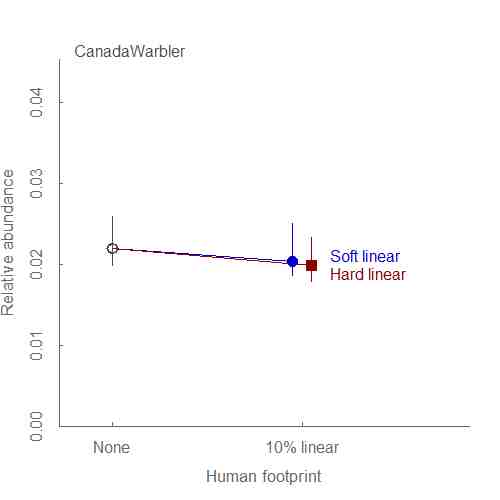 CanadaWarbler
0.04
0.03
0.02
0.01
0.00
Relative abundance
Soft linear
Hard linear
None
10% linear
Human footprint